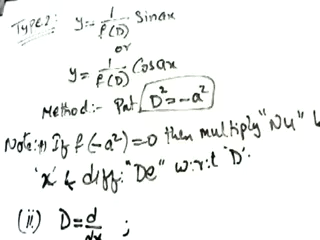 Type 2: y = 1/f(D) Sinax
or
y = 1/f(D) Cosax
Method:- Put D² = -a²
Note:- (i) If f(-a²) = 0 then multiply "Nu"
'x' & diff. "De" w.r.t 'D'.
(ii) D = d/dx ;